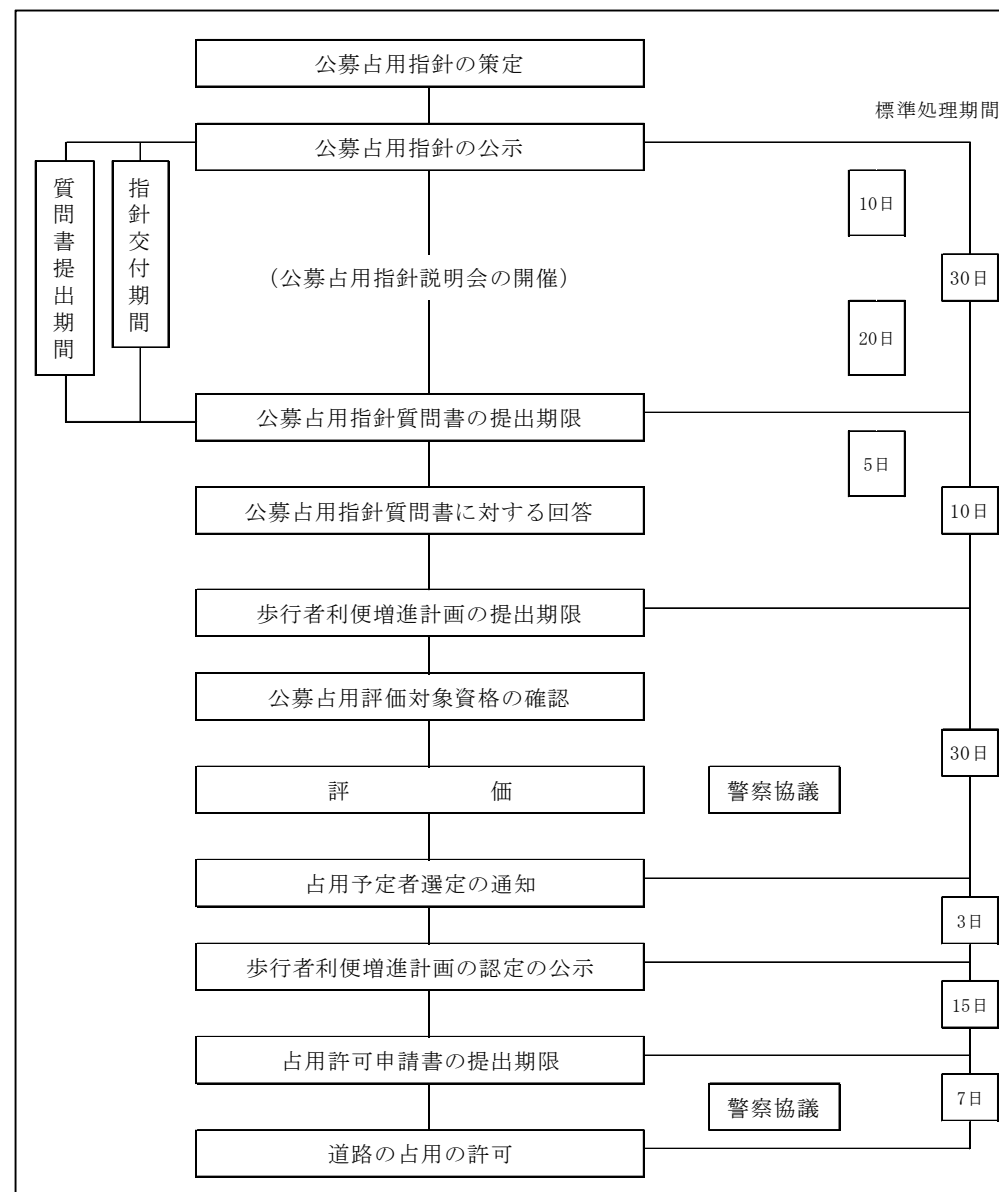 公募占用指針の策定
標準処理期間
公募占用指針の公示
質問書提出期間
指針交付期間
10日
(公募占用指針説明会の開催)
30日
20日
公募占用指針質問書の提出期限
5日
公募占用指針質問書に対する回答
10日
歩行者利便増進計画の提出期限
公募占用評価対象資格の確認
30日
評 価
警察協議
占用予定者選定の通知
3日
歩行者利便増進計画の認定の公示
15日
占用許可申請書の提出期限
7日
警察協議
道路の占用の許可